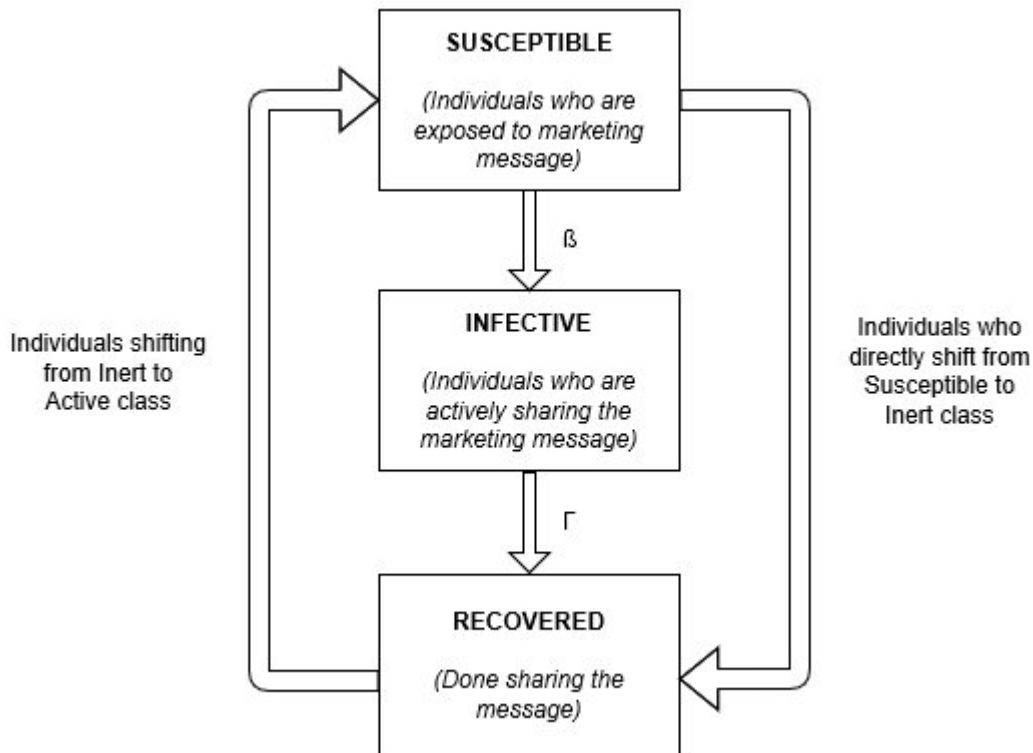 SUSCEPTIBLE
(Individuals who are
exposed to marketing
message)
ß
INFECTIVE
(Individuals who are
actively sharing the
marketing message)
Individuals shifting
from Inert to
Active class
Individuals who
directly shift from
Susceptible to
Inert class
Γ
RECOVERED
(Done sharing the
message)